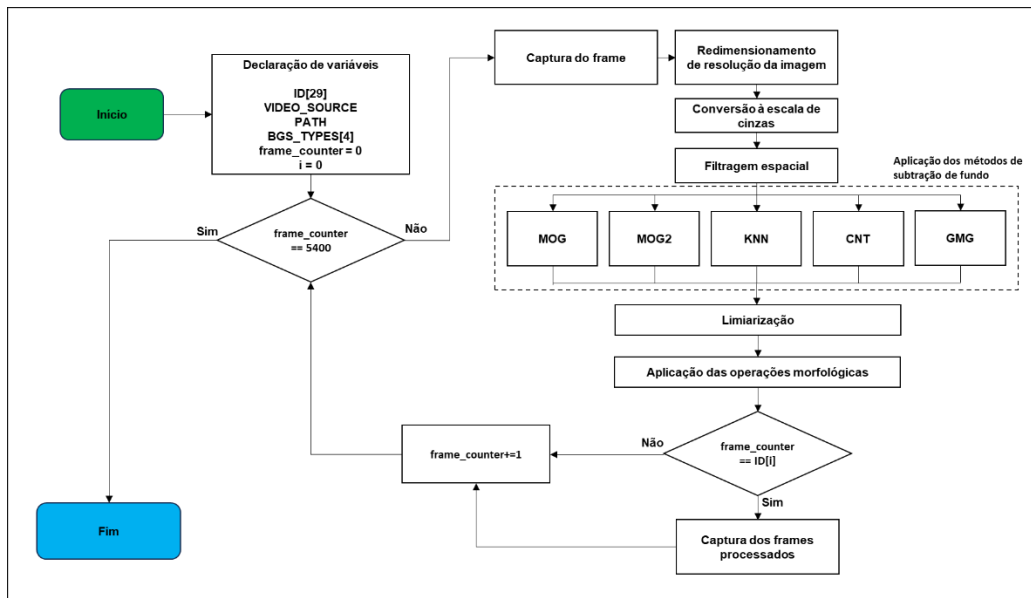 Início
Declaração de variáveis
ID[29]
VIDEO_SOURCE
PATH
BGS_TYPES[4]
frame_counter = 0
i = 0
frame_counter
== 5400
Sim
Não
Captura do frame
Redimensionamento
de resolução da imagem
Conversão à escala de
cinzas
Filtragem espacial
Aplicação dos métodos de
subtração de fundo
MOG
MOG2
KNN
CNT
GMG
Limiarização
Aplicação das operações morfológicas
frame_counter
== ID[i]
Não
Sim
frame_counter+=1
Captura dos frames
processados
Fim